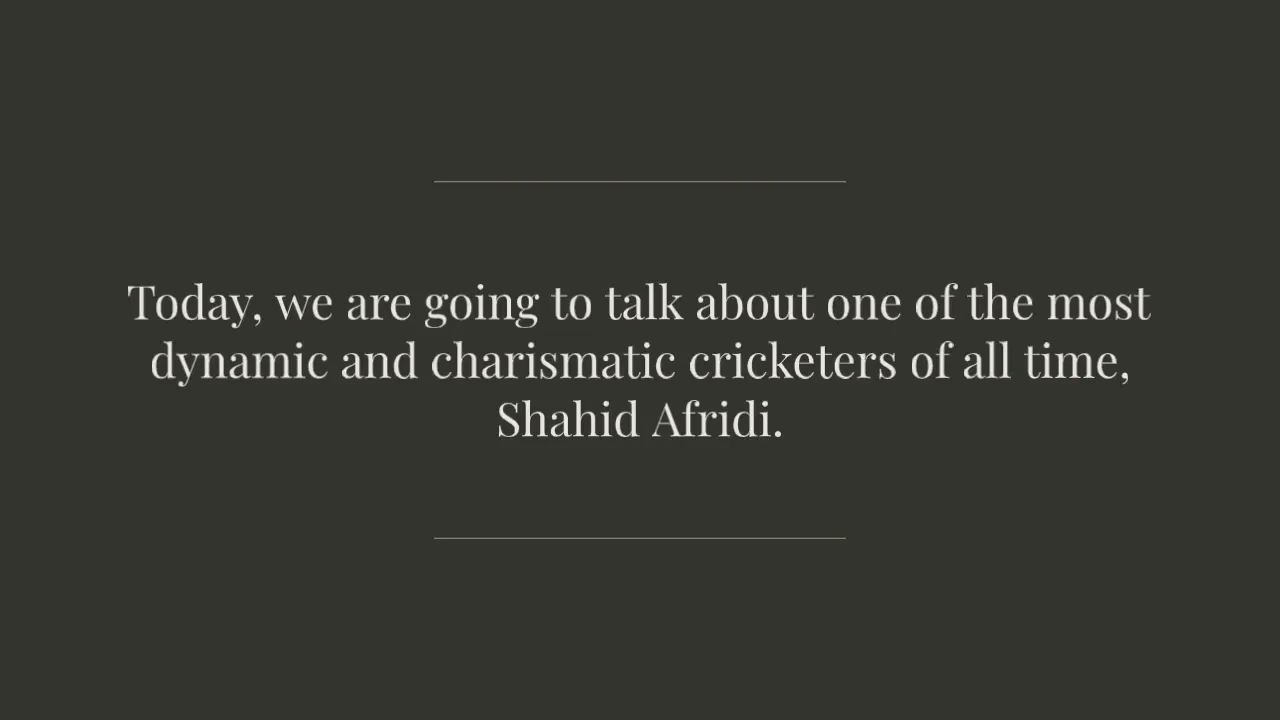 Today, we are going to talk about one of the most
dynamic and charismatic cricketers of all time,
Shahid Afridi.